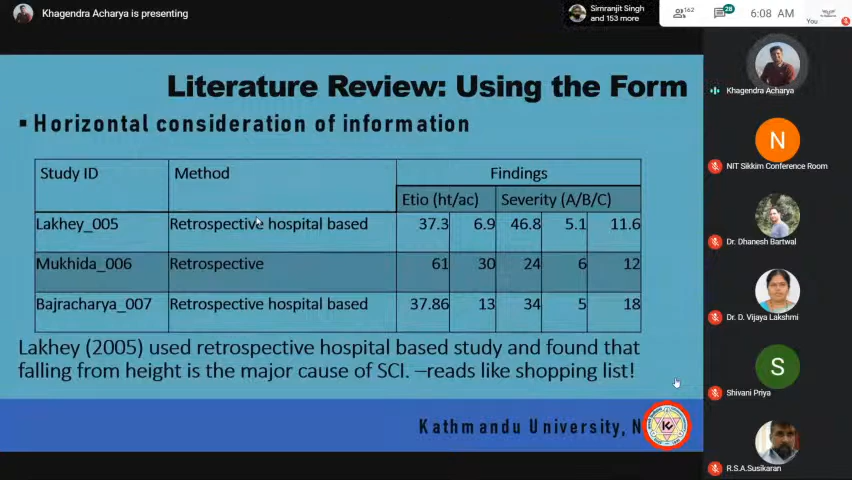 Khagendra Acharya is presenting
Simranjit Singh
and 153 more
162
28
6:08 AM
You
Literature Review: Using the Form
▪ Horizontal consideration of information
Study ID Method Findings
Etio (ht/ac) Severity (A/B/C)
Lakhey_005 Retrospective hospital based 37.3 6.9 46.8 5.1 11.6
Mukhida_006 Retrospective 61 30 24 6 12
Bajracharya_007 Retrospective hospital based 37.86 13 34 5 18
Lakhey (2005) used retrospective hospital based study and found that
falling from height is the major cause of SCI. –reads like shopping list!
Kathmandu University, N
Khagendra Acharya
N
NIT Sikkim Conference Room
Dr. Dhanesh Bartwal
Dr. D. Vijaya Lakshmi
S
Shivani Priya
R.S.A.Susikaran